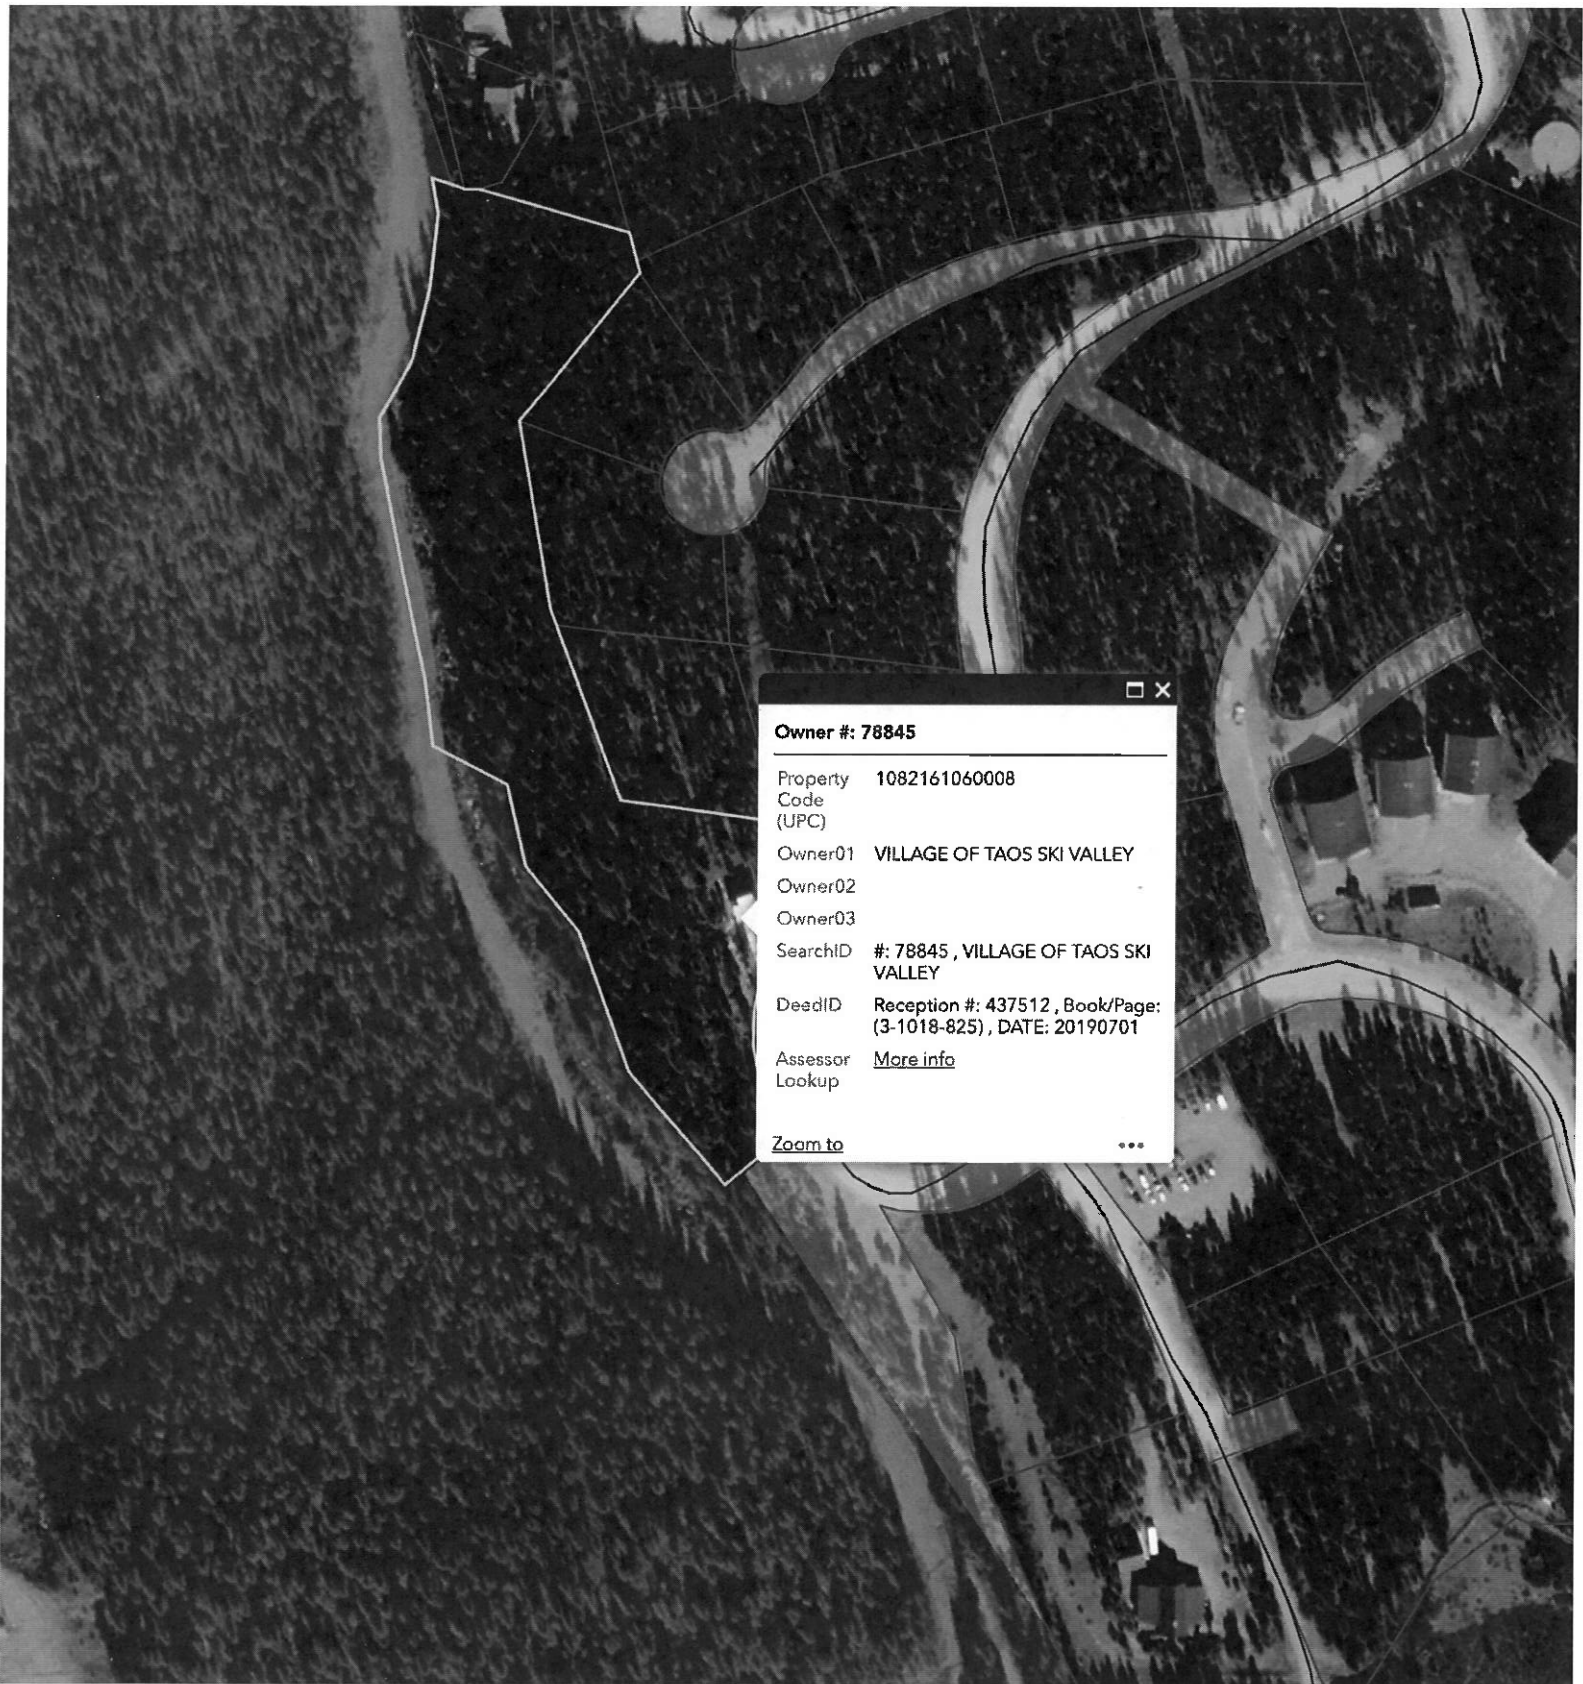 Owner #: 78845
Property 1082161060008
Code
(UPC)
Owner01 VILLAGE OF TAOS SKI VALLEY
Owner02
Owner03
SearchID #: 78845 , VILLAGE OF TAOS SKI
VALLEY
DeedID Reception #: 437512 , Book/Page:
(3-1018-825) , DATE: 20190701
Assessor More info
Lookup
Zoom to